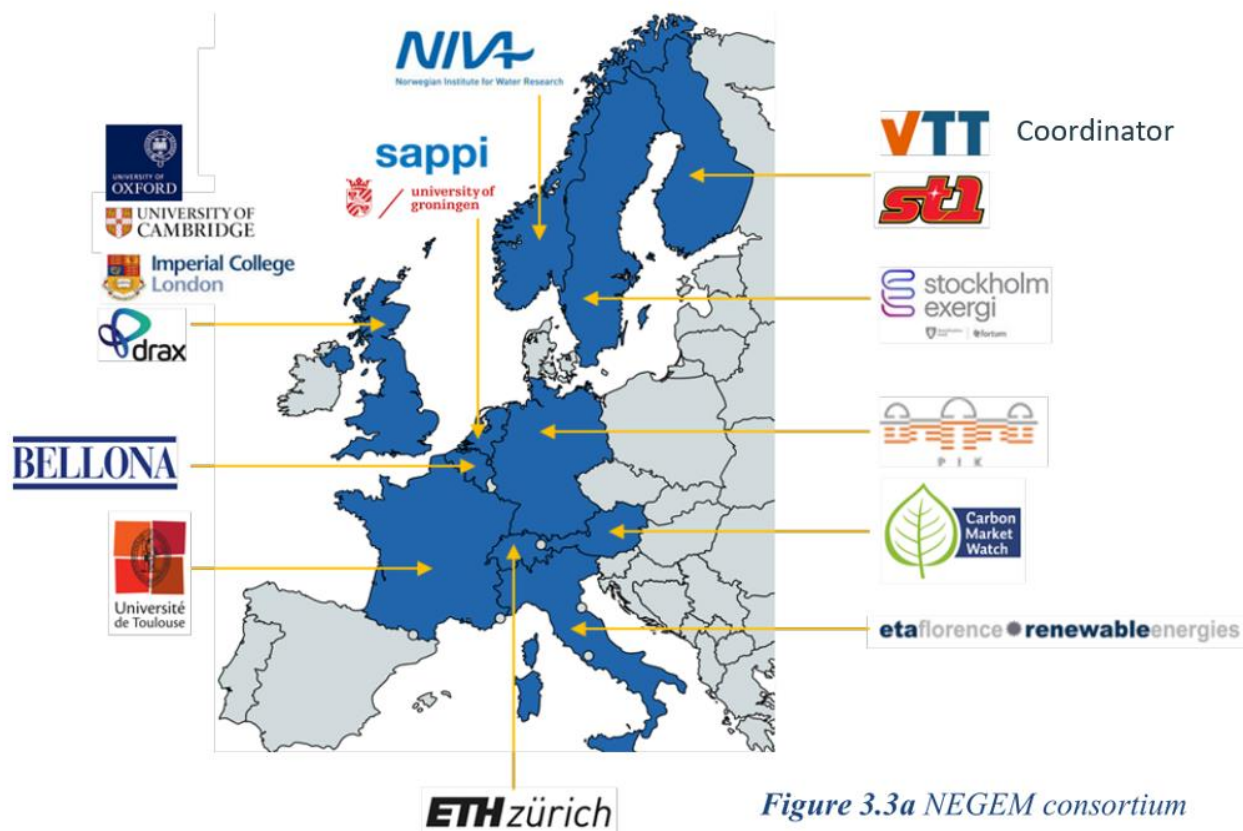 NIVA
Norwegian Institute for Water Research
sappi
university of
groningen
VTT Coordinator
st1
UNIVERSITY OF
OXFORD
UNIVERSITY OF
CAMBRIDGE
Imperial College
London
drax
stockholm
exergi
fortum
BELLONA
PIK
Carbon
Market
Watch
Université
de Toulouse
etaflorence renewableenergies
ETH zürich
Figure 3.3a NEGEM consortium